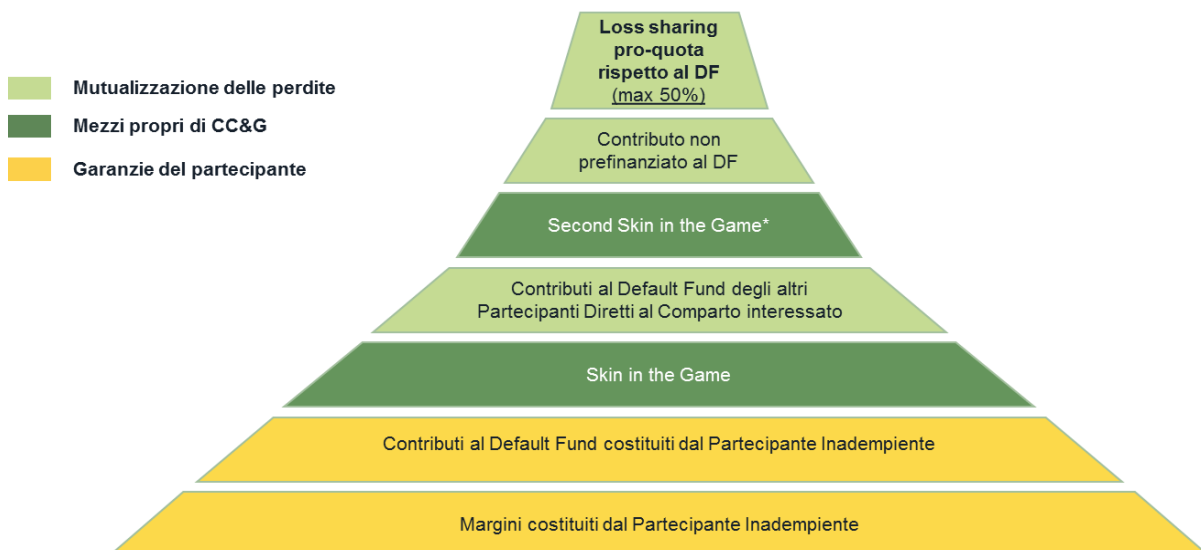 Loss sharing
pro-quota
rispetto al DF
(max 50%)
Mutualizzazione delle perdite
Mezzi propri di CC&G
Garanzie del partecipante
Contributo non
prefinanziato al DF
Second Skin in the Game*
Contributi al Default Fund degli altri
Partecipanti Diretti al Comparto interessato
Skin in the Game
Contributi al Default Fund costituiti dal Partecipante Inadempiente
Margini costituiti dal Partecipante Inadempiente